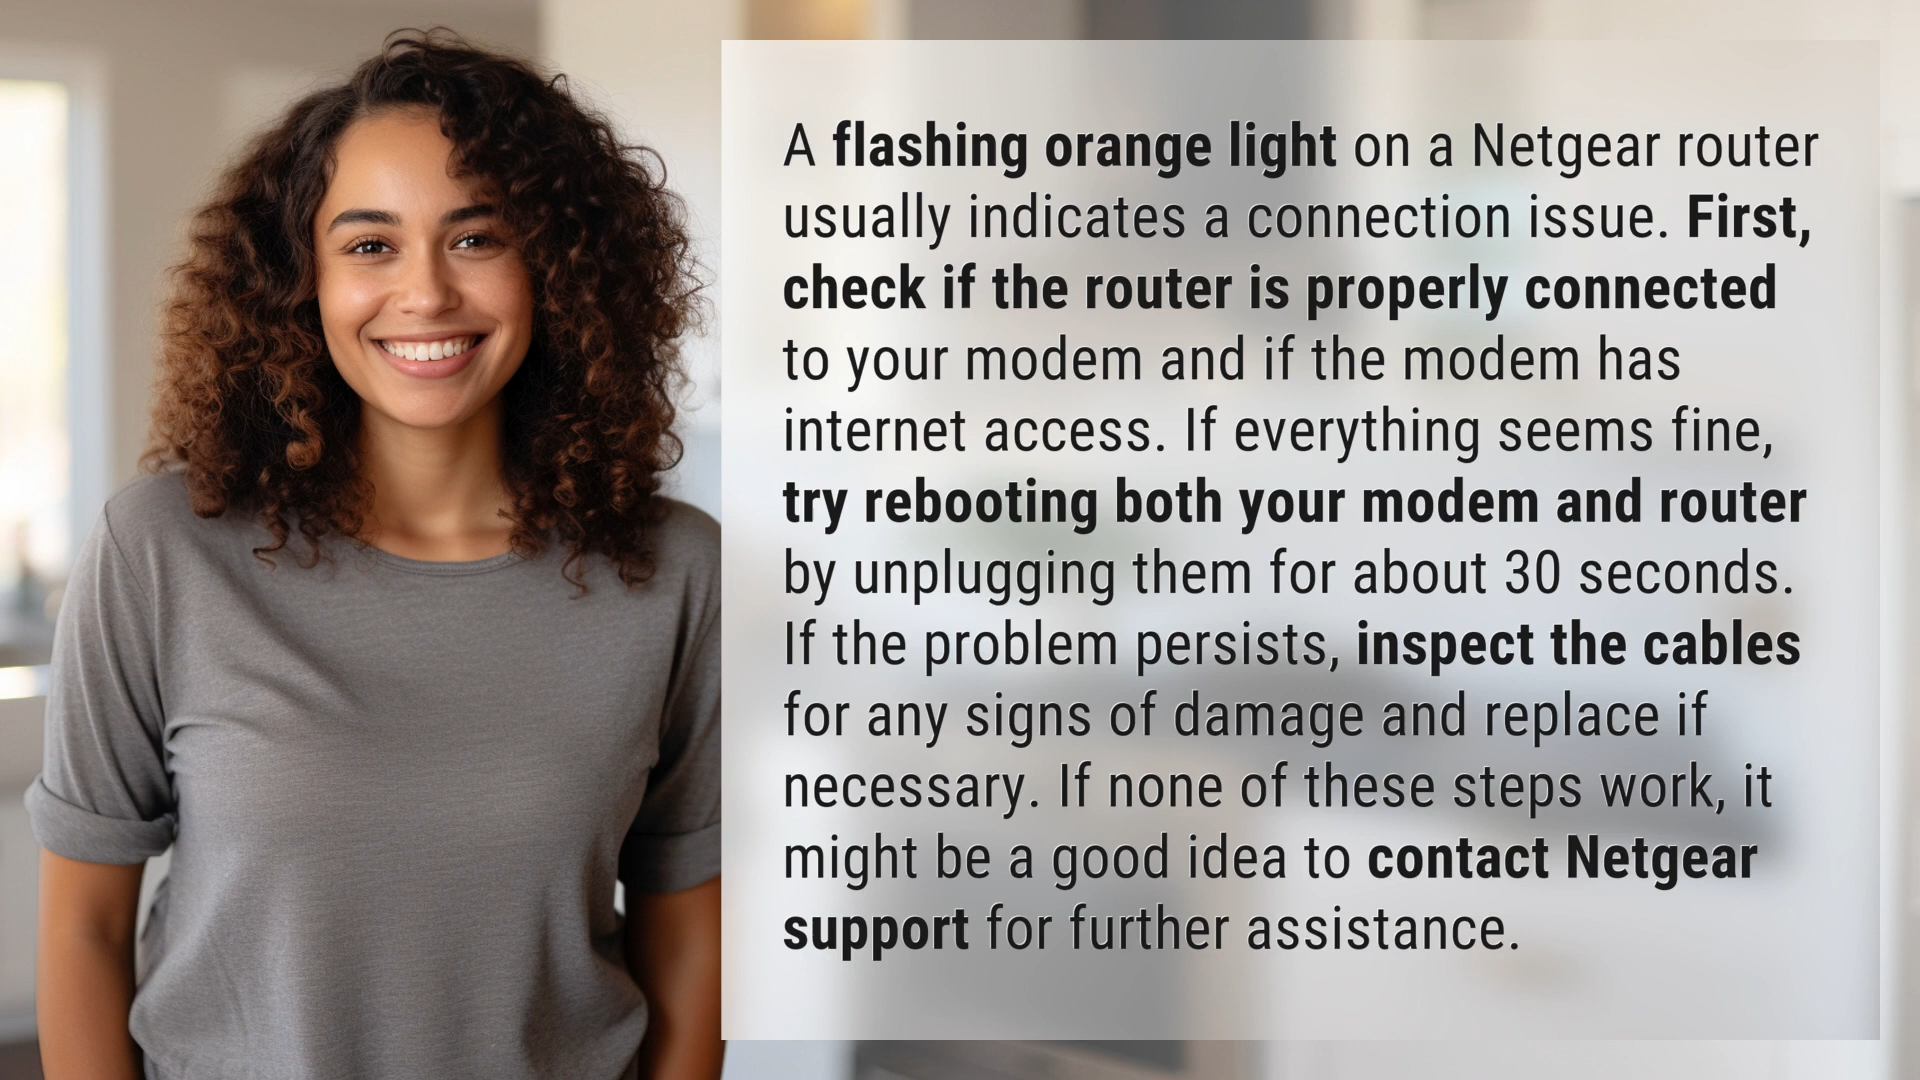 A flashing orange light on a Netgear router
usually indicates a connection issue. First,
check if the router is properly connected
to your modem and if the modem has
internet access. If everything seems fine,
try rebooting both your modem and router
by unplugging them for about 30 seconds.
If the problem persists, inspect the cables
for any signs of damage and replace if
necessary. If none of these steps work, it
might be a good idea to contact Netgear
support for further assistance.